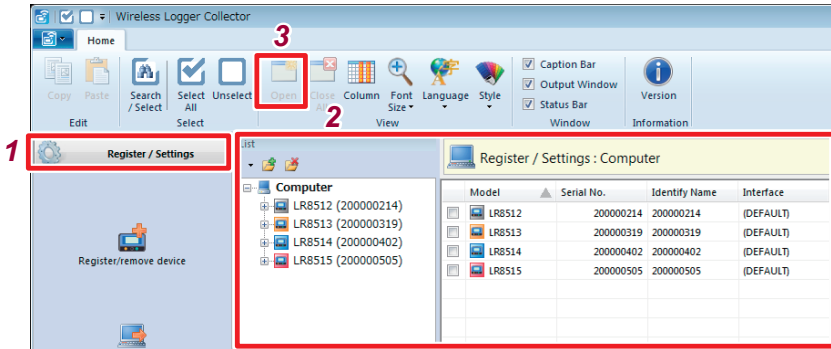 Wireless Logger Collector
Home
3
Copy
Paste
Search
/ Select
Select
All
Unselect
Open
Close
All
Column
Font
Size
Language
Style
Caption Bar
Output Window
Status Bar
Version
Edit
Select
2
View
Window
Information
1
Register / Settings
List
Register / Settings : Computer
Computer
LR8512 (200000214)
LR8513 (200000319)
LR8514 (200000402)
LR8515 (200000505)
Register/remove device
Model Serial No. Identify Name Interface
LR8512 200000214 200000214 (DEFAULT)
LR8513 200000319 200000319 (DEFAULT)
LR8514 200000402 200000402 (DEFAULT)
LR8515 200000505 200000505 (DEFAULT)